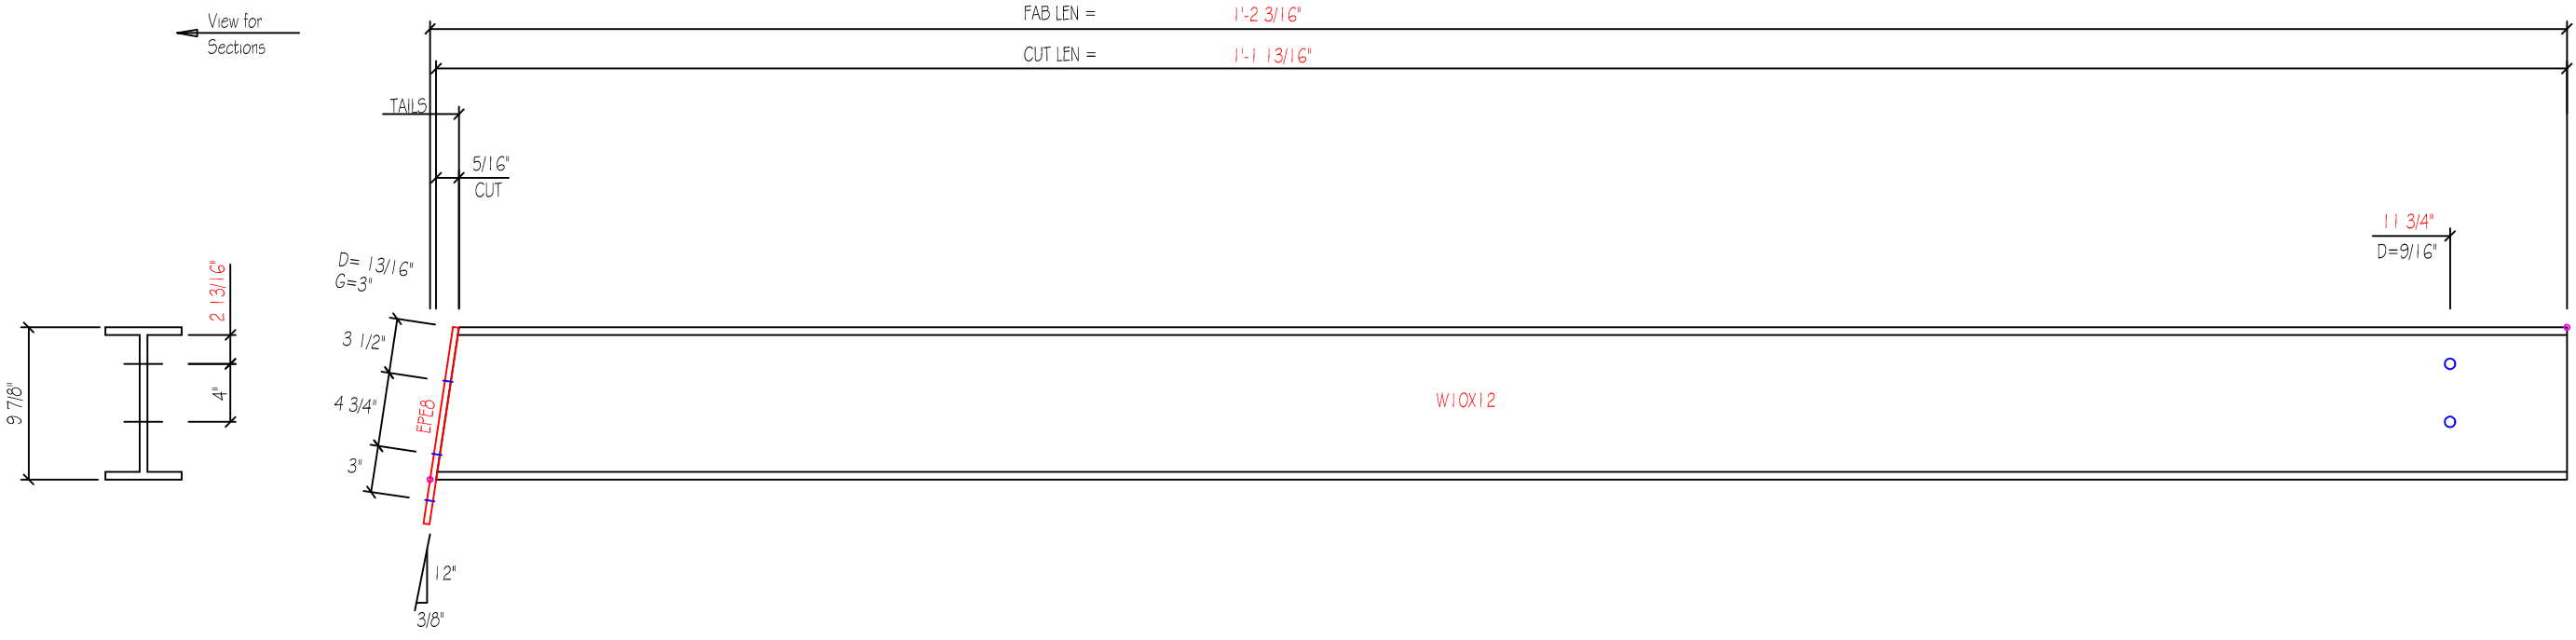 View for
Sections
FAB LEN = 1'-2 3/16"
CUT LEN = 1'-1 13/16"
TAILS
5/16"
CUT
11 3/4"
D=9/16"
D= 13/16"
G=3"
2 13/16"
4"
9 7/8"
3 1/2"
4 3/4"
3"
EPE8
W10X12
12"
3/8"